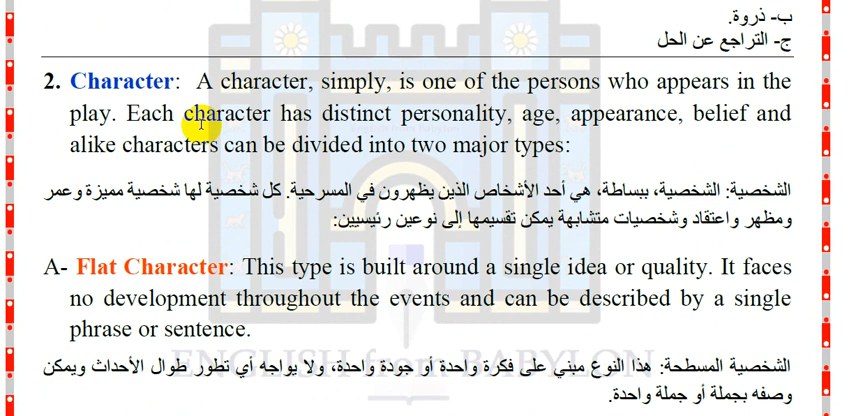 ب- ذروة.
ج- التراجع عن الحل
2. Character: A character, simply, is one of the persons who appears in the
play. Each character has distinct personality, age, appearance, belief and
alike characters can be divided into two major types:
الشخصية: الشخصية، ببساطة، هي أحد الأشخاص الذين يظهرون في المسرحية. كل شخصية لها شخصية مميزة وعمر
ومظهر واعتقاد وشخصيات متشابهة يمكن تقسيمها إلى نوعين رئيسيين:
A- Flat Character: This type is built around a single idea or quality. It faces
no development throughout the events and can be described by a single
phrase or sentence.
ENGLISH from BABYLON
الشخصية المسطحة: هذا النوع مبني على فكرة واحدة أو جودة واحدة، ولا يواجه أي تطور طوال الأحداث ويمكن
وصفه بجملة أو جملة واحدة.